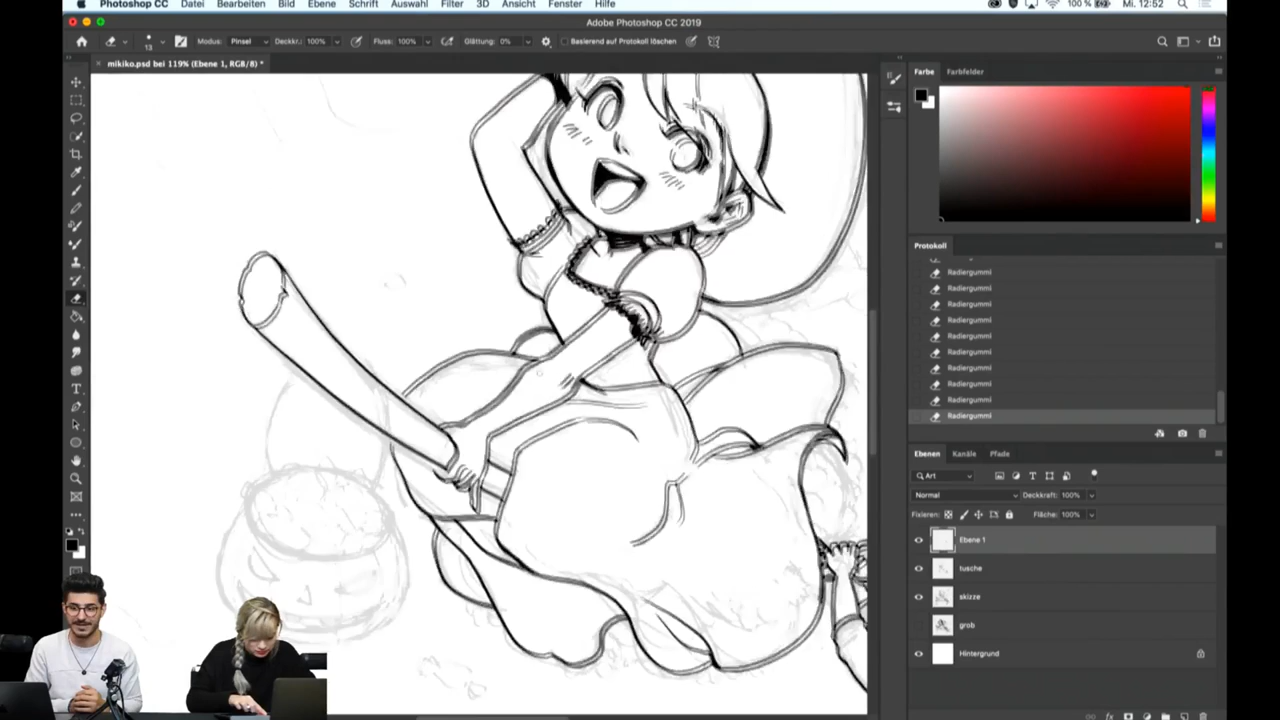 Photoshop CC Datei Bearbeiten Bild Ebene Schrift Auswahl Filter 3D Ansicht Fenster Hilfe 100 % Mi. 12:52
Adobe Photoshop CC 2019
13 Modus: Pinsel Deckkr.: 100% Fluss: 100% Glättung: 0% Basierend auf Protokoll löschen
mikiko.psd bei 119% (Ebene 1, RGB/8) *
Farbe Farbfelder
Protokoll
Radiergummi
Radiergummi
Radiergummi
Radiergummi
Radiergummi
Radiergummi
Radiergummi
Radiergummi
Radiergummi
Radiergummi
Ebenen Kanäle Pfade
Art
Normal Deckkraft: 100%
Fixieren: Fläche: 100%
Ebene 1
tusche
skizze
grob
Hintergrund
fx